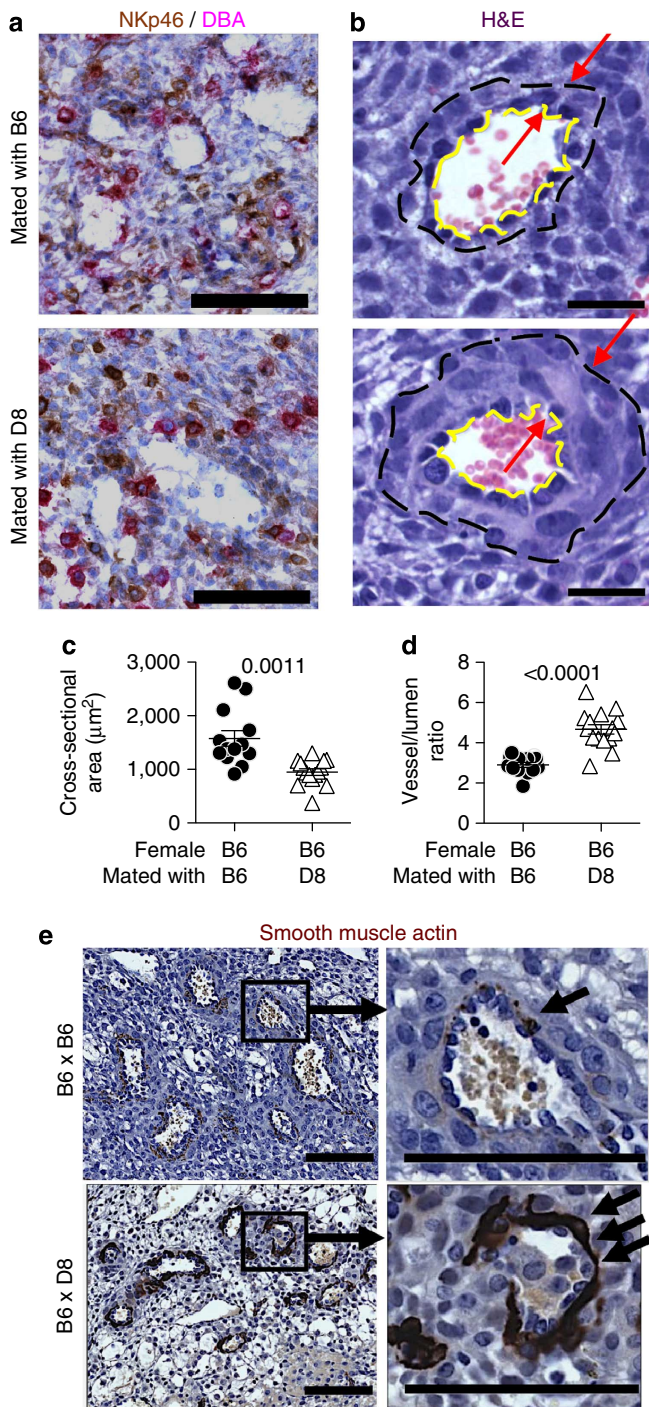 a
NKp46 / DBA
b
H&E
Mated with B6
Mated with D8
c
Cross-sectional
area (μm²)
3,000
2,000
1,000
0
0.0011
Female B6 B6
Mated with B6 D8
d
Vessel/lumen
ratio
8
6
4
2
0
<0.0001
Female B6 B6
Mated with B6 D8
e
Smooth muscle actin
B6 x B6
B6 x D8